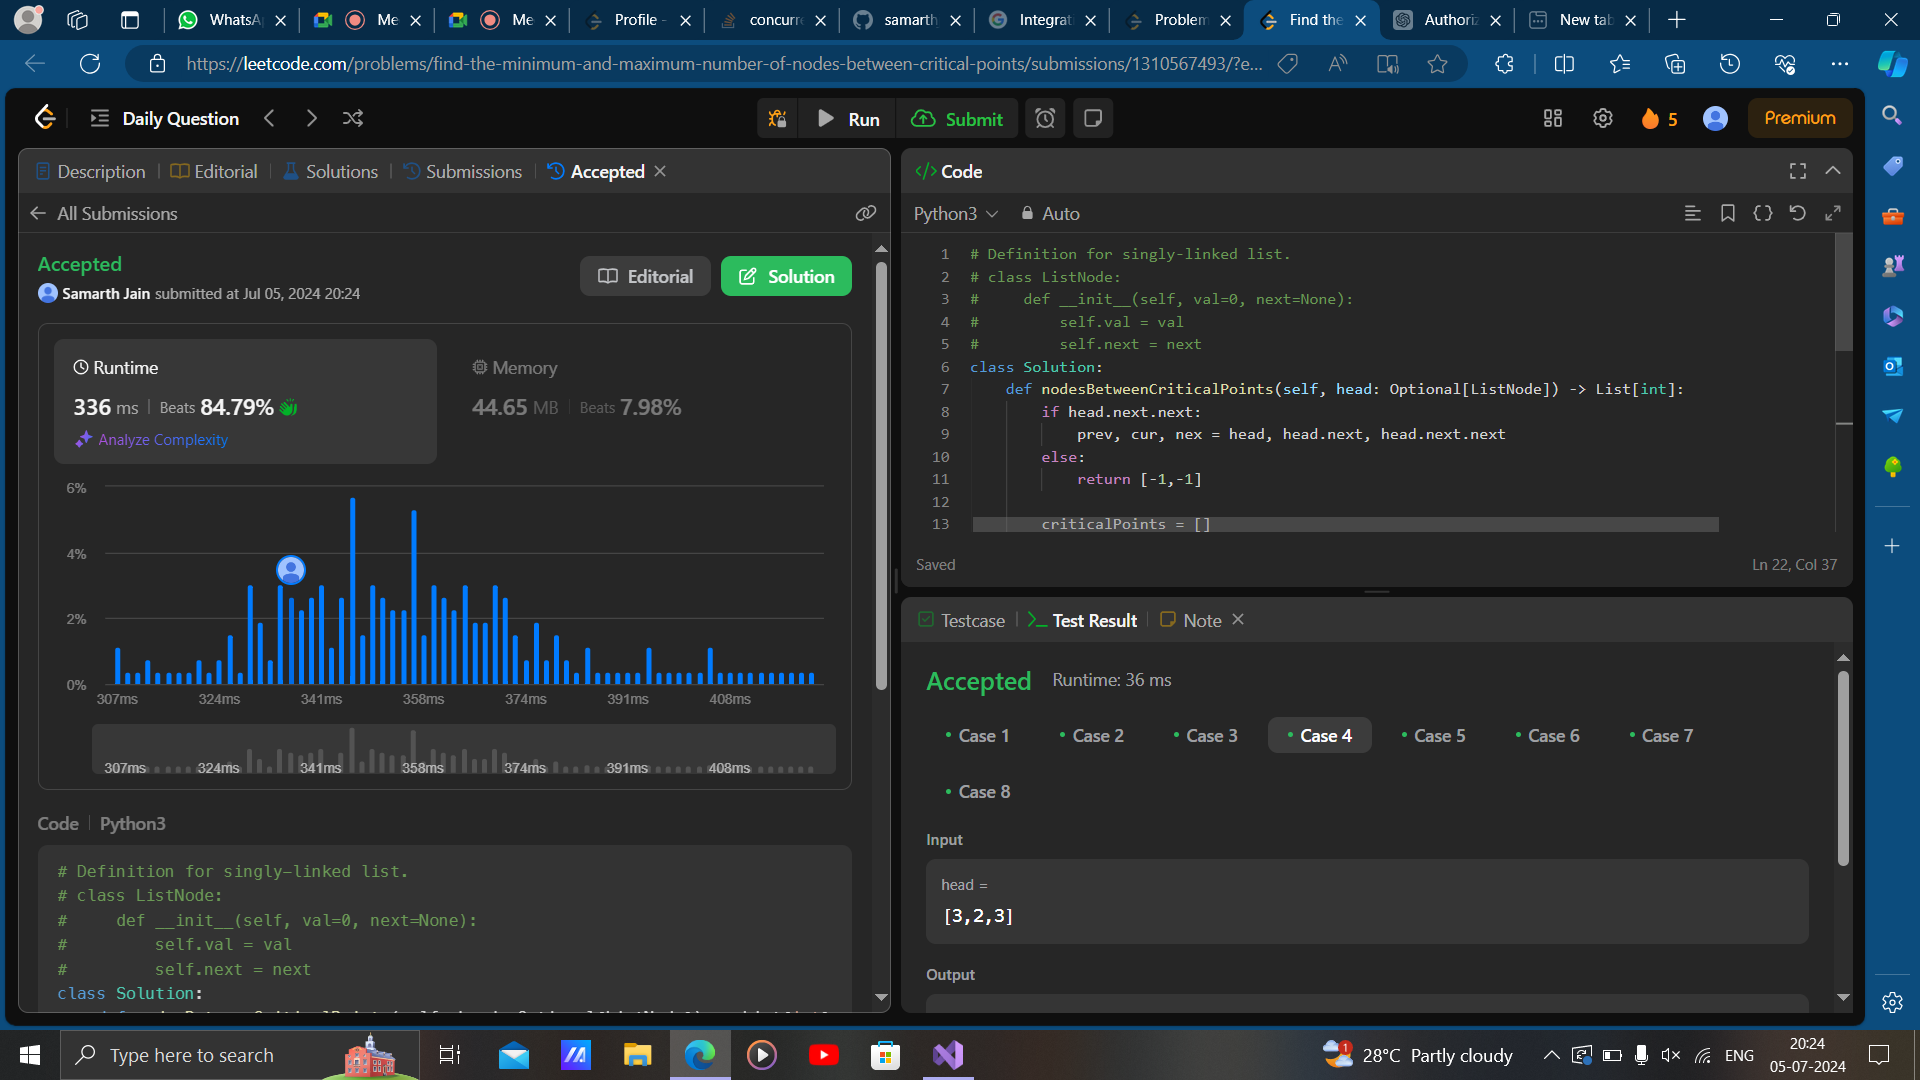 WhatsA
Me
Me
Profile -
concurre
samarth
Integrat
Problem
Find the
Authoriz
New tab
https://leetcode.com/problems/find-the-minimum-and-maximum-number-of-nodes-between-critical-points/submissions/1310567493/?e...
Daily Question
Run
Submit
5
Premium
Description
Editorial
Solutions
Submissions
Accepted
All Submissions
Accepted
Samarth Jain submitted at Jul 05, 2024 20:24
Editorial
Solution
Runtime
336 ms | Beats 84.79%
Analyze Complexity
Memory
44.65 MB | Beats 7.98%
6%
4%
2%
0%
307ms 324ms 341ms 358ms 374ms 391ms 408ms
307ms 324ms 341ms 358ms 374ms 391ms 408ms
Code | Python3
# Definition for singly-linked list.
# class ListNode:
#     def __init__(self, val=0, next=None):
#         self.val = val
#         self.next = next
class Solution:
</> Code
Python3
Auto
1 # Definition for singly-linked list.
2 # class ListNode:
3 #     def __init__(self, val=0, next=None):
4 #         self.val = val
5 #         self.next = next
6 class Solution:
7     def nodesBetweenCriticalPoints(self, head: Optional[ListNode]) -> List[int]:
8         if head.next.next:
9             prev, cur, nex = head, head.next, head.next.next
10         else:
11             return [-1,-1]
12
13         criticalPoints = []
Saved
Ln 22, Col 37
Testcase
Test Result
Note
Accepted
Runtime: 36 ms
Case 1
Case 2
Case 3
Case 4
Case 5
Case 6
Case 7
Case 8
Input
head =
[3,2,3]
Output
Type here to search
1
28°C Partly cloudy
ENG
20:24
05-07-2024